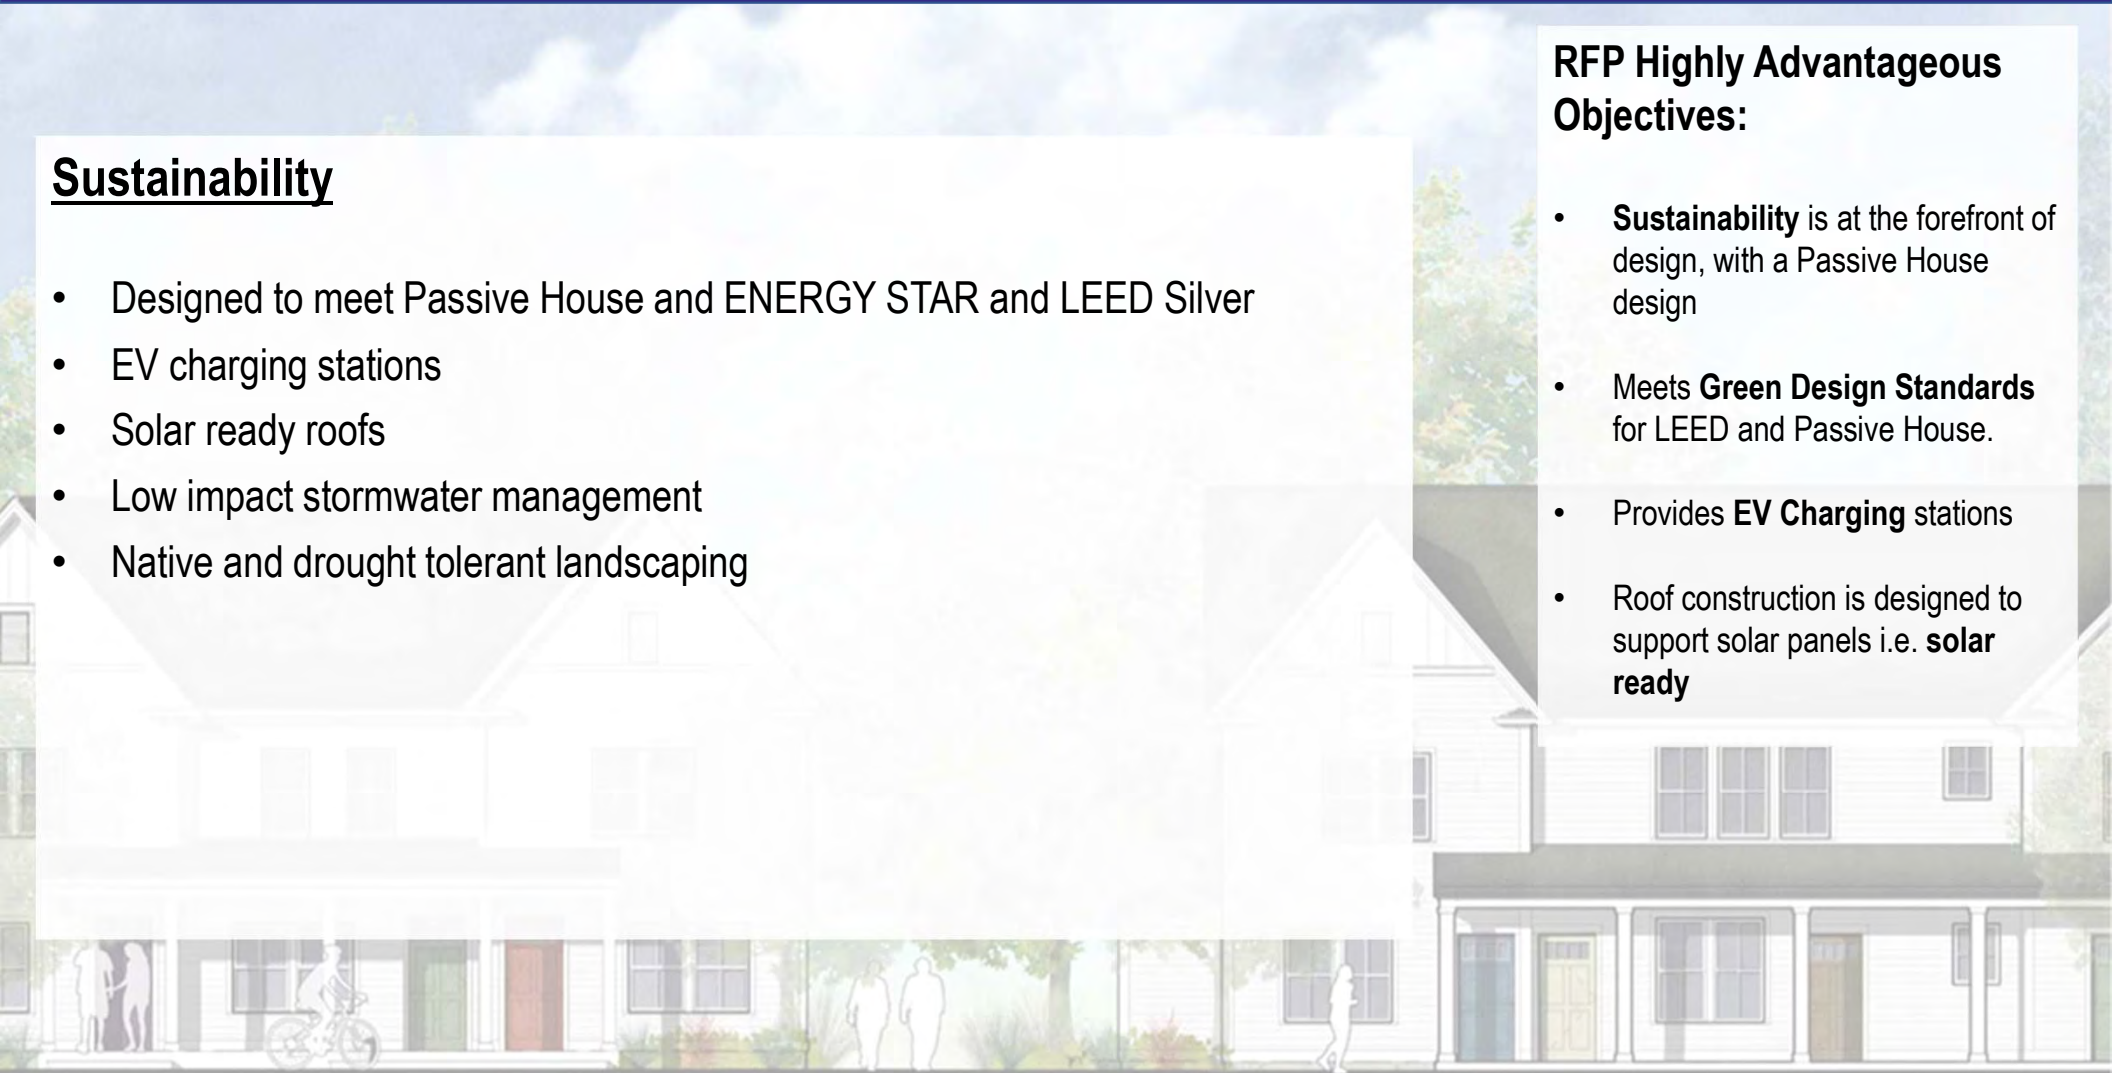 Sustainability
• Designed to meet Passive House and ENERGY STAR and LEED Silver
• EV charging stations
• Solar ready roofs
• Low impact stormwater management
• Native and drought tolerant landscaping
RFP Highly Advantageous
Objectives:
• Sustainability is at the forefront of
design, with a Passive House
design
• Meets Green Design Standards
for LEED and Passive House.
• Provides EV Charging stations
• Roof construction is designed to
support solar panels i.e. solar
ready